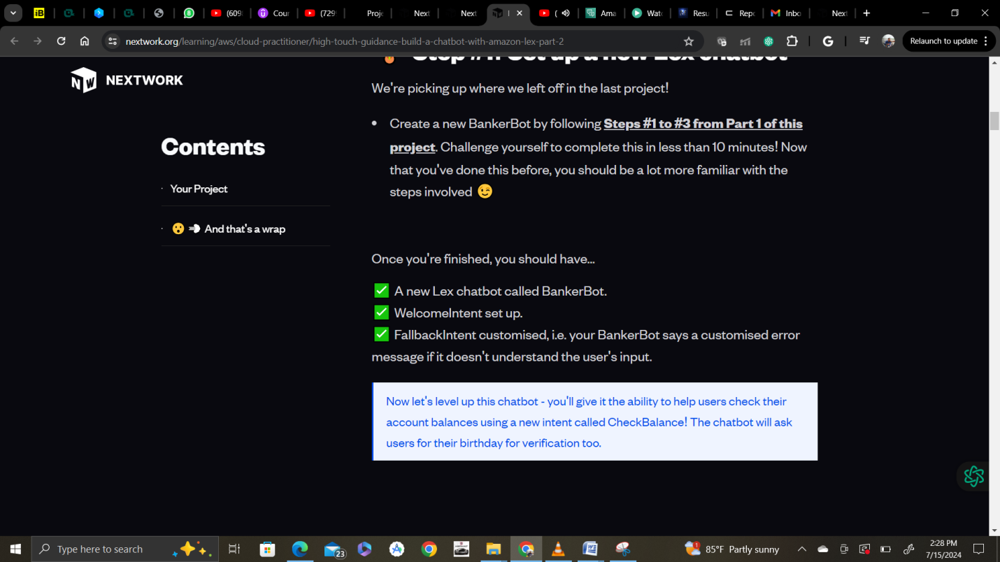 (609
Cour
(729
Proje
Next
Next
(
Ama
Watc
Resu
Repo
Inbo
Next
nextwork.org/learning/aws/cloud-practitioner/high-touch-guidance-build-a-chatbot-with-amazon-lex-part-2
Relaunch to update
NEXTWORK
Step #1: Set up a new Lex chatbot
We're picking up where we left off in the last project!
Contents
Your Project
And that's a wrap
• Create a new BankerBot by following Steps #1 to #3 from Part 1 of this
project. Challenge yourself to complete this in less than 10 minutes! Now
that you've done this before, you should be a lot more familiar with the
steps involved 😉
Once you're finished, you should have...
✅ A new Lex chatbot called BankerBot.
✅ WelcomeIntent set up.
✅ FallbackIntent customised, i.e. your BankerBot says a customised error
message if it doesn't understand the user's input.
Now let's level up this chatbot - you'll give it the ability to help users check their
account balances using a new intent called CheckBalance! The chatbot will ask
users for their birthday for verification too.
Type here to search
23
1
85°F Partly sunny
2:28 PM
7/15/2024